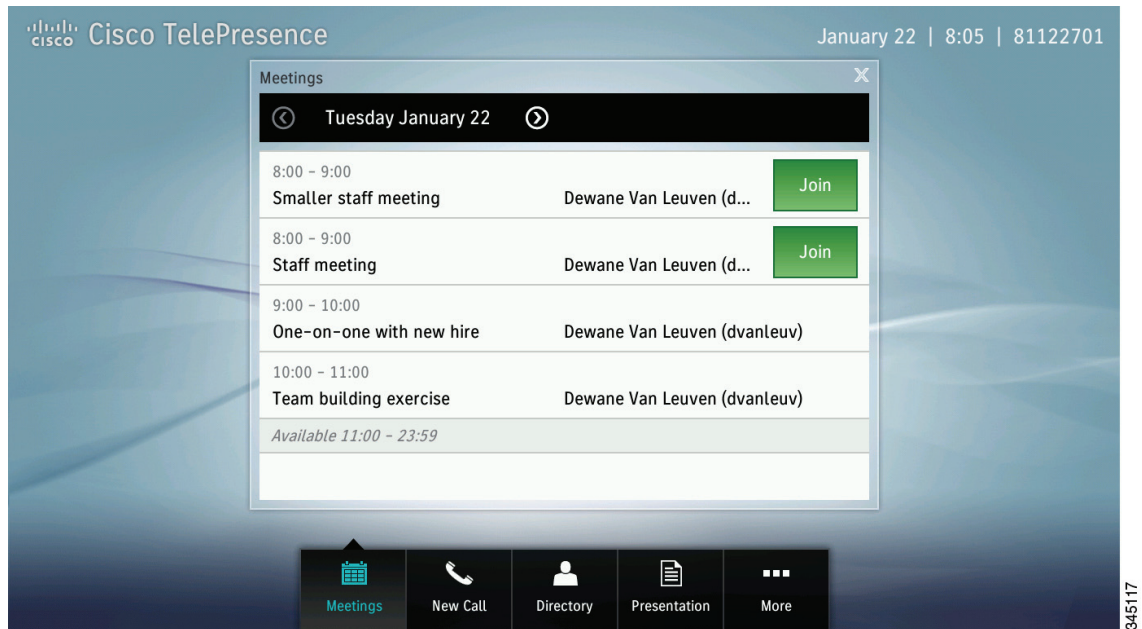 cisco Cisco TelePresence
January 22 | 8:05 | 81122701
Meetings X
Tuesday January 22
8:00 – 9:00
Smaller staff meeting Dewane Van Leuven (d... Join
8:00 – 9:00
Staff meeting Dewane Van Leuven (d... Join
9:00 – 10:00
One-on-one with new hire Dewane Van Leuven (dvanleuv)
10:00 – 11:00
Team building exercise Dewane Van Leuven (dvanleuv)
Available 11:00 – 23:59
Meetings New Call Directory Presentation More
345117